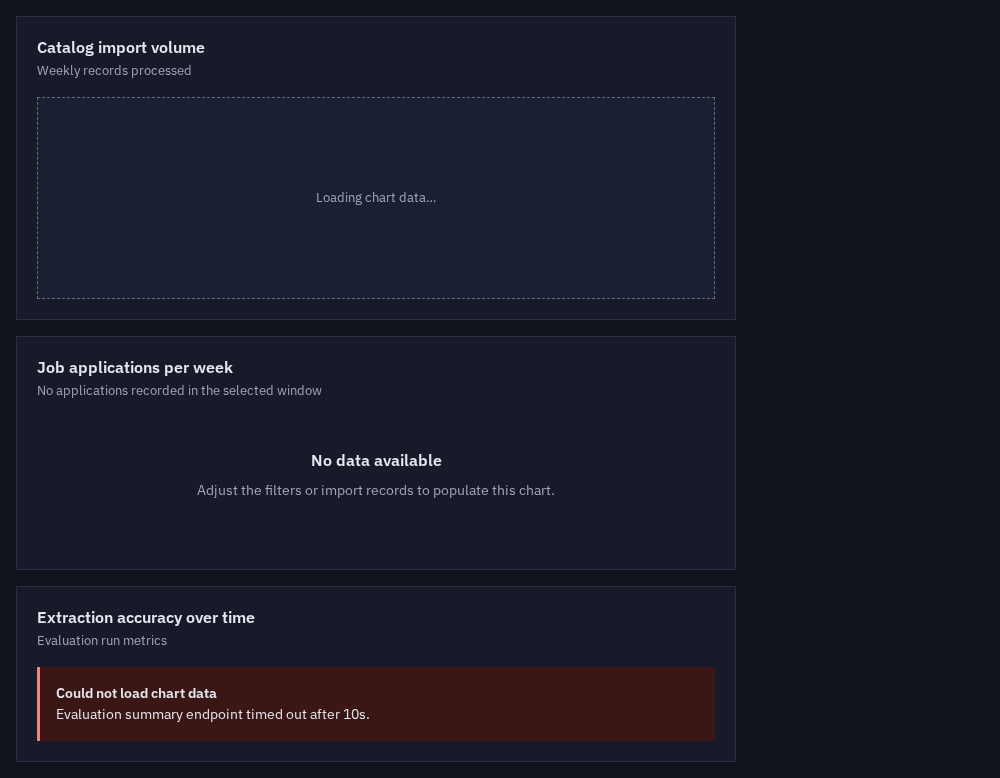 Catalog import volume
Weekly records processed
Loading chart data…
Job applications per week
No applications recorded in the selected window
No data available
Adjust the filters or import records to populate this chart.
Extraction accuracy over time
Evaluation run metrics
Could not load chart data
Evaluation summary endpoint timed out after 10s.